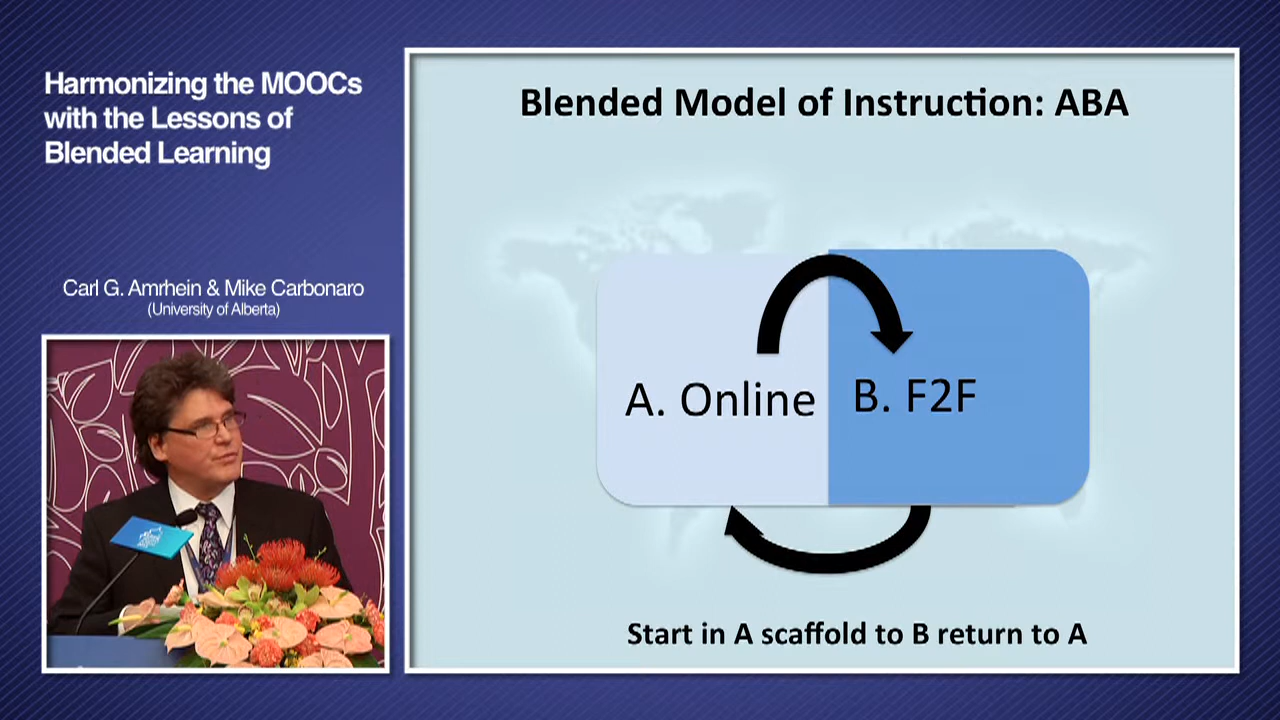 Harmonizing the MOOCs
with the Lessons of
Blended Learning
Carl G. Amrhein & Mike Carbonaro
(University of Alberta)
Blended Model of Instruction: ABA
A. Online
B. F2F
Start in A scaffold to B return to A